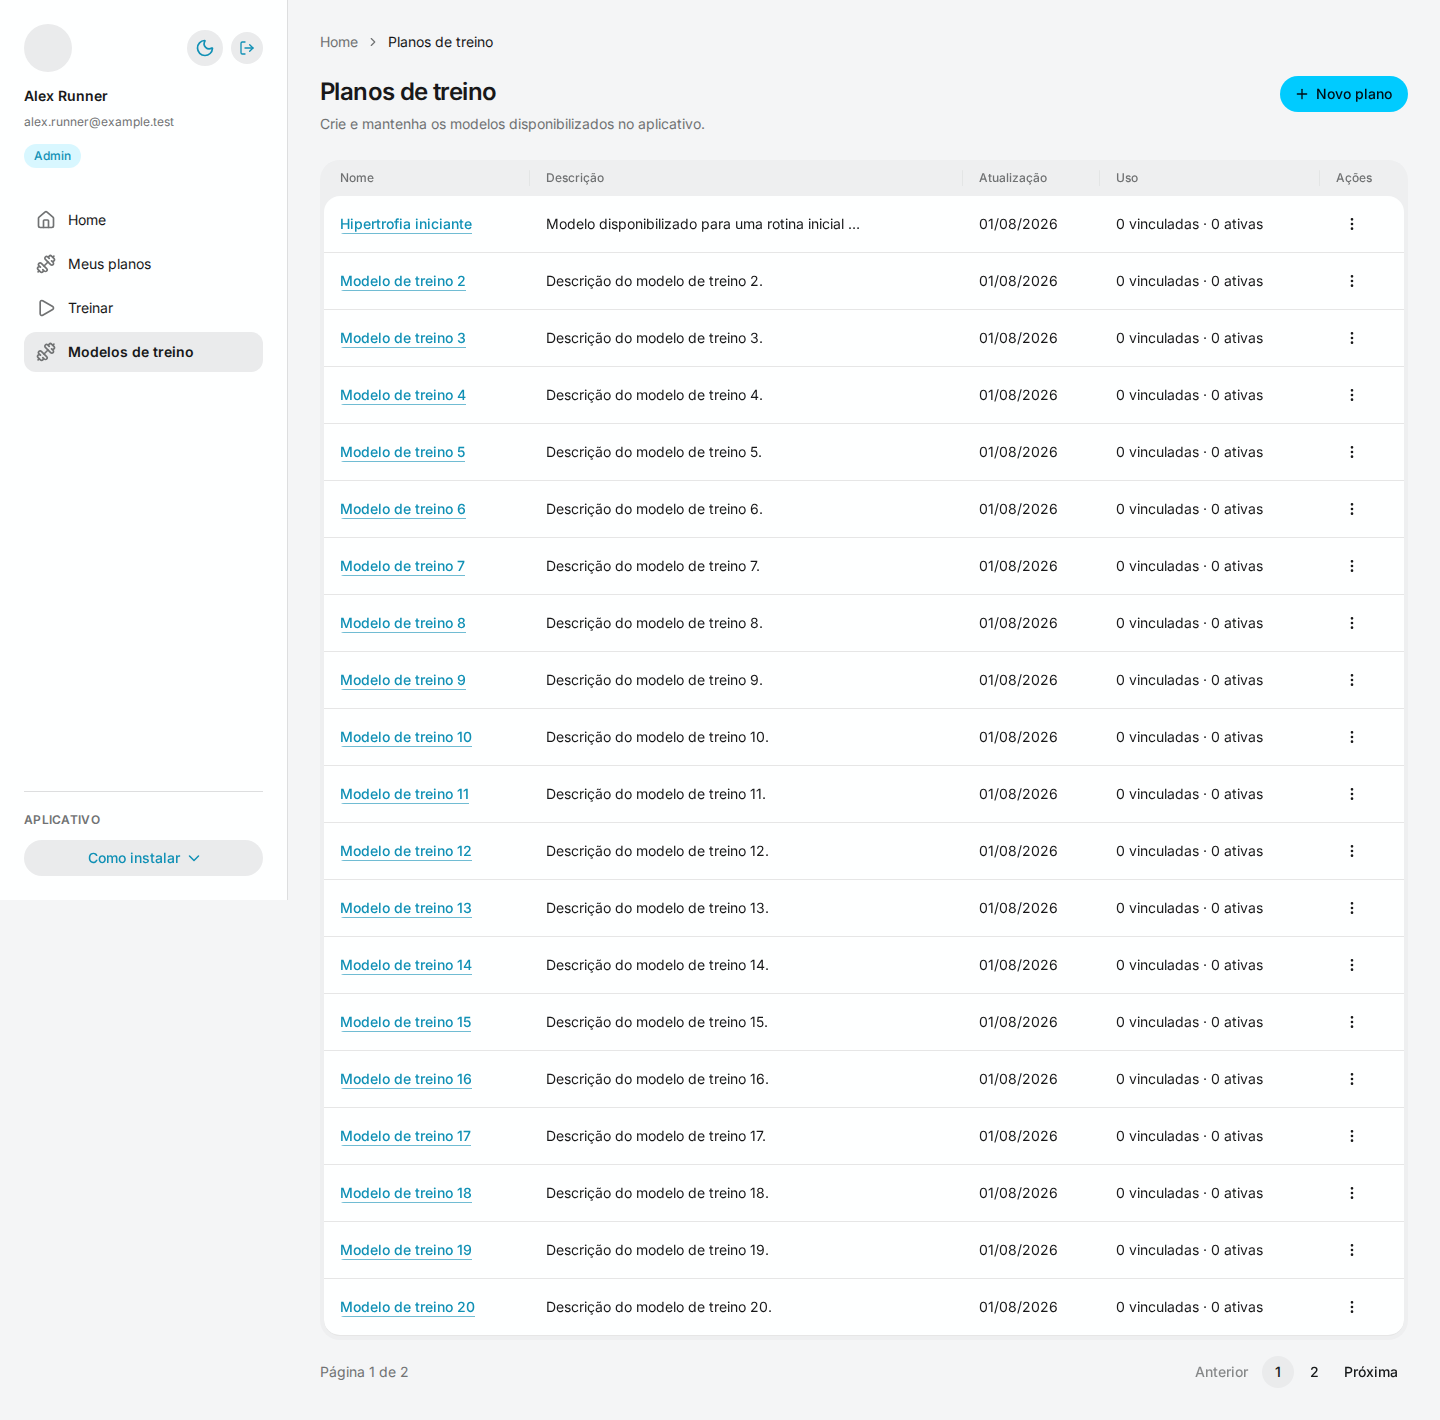 Alex Runner
alex.runner@example.test
Admin
Home
Meus planos
Treinar
Modelos de treino
APLICATIVO
Como instalar
Home > Planos de treino
Planos de treino
Crie e mantenha os modelos disponibilizados no aplicativo.
+ Novo plano
Nome Descrição Atualização Uso Ações
Hipertrofia iniciante Modelo disponibilizado para uma rotina inicial ... 01/08/2026 0 vinculadas · 0 ativas
Modelo de treino 2 Descrição do modelo de treino 2. 01/08/2026 0 vinculadas · 0 ativas
Modelo de treino 3 Descrição do modelo de treino 3. 01/08/2026 0 vinculadas · 0 ativas
Modelo de treino 4 Descrição do modelo de treino 4. 01/08/2026 0 vinculadas · 0 ativas
Modelo de treino 5 Descrição do modelo de treino 5. 01/08/2026 0 vinculadas · 0 ativas
Modelo de treino 6 Descrição do modelo de treino 6. 01/08/2026 0 vinculadas · 0 ativas
Modelo de treino 7 Descrição do modelo de treino 7. 01/08/2026 0 vinculadas · 0 ativas
Modelo de treino 8 Descrição do modelo de treino 8. 01/08/2026 0 vinculadas · 0 ativas
Modelo de treino 9 Descrição do modelo de treino 9. 01/08/2026 0 vinculadas · 0 ativas
Modelo de treino 10 Descrição do modelo de treino 10. 01/08/2026 0 vinculadas · 0 ativas
Modelo de treino 11 Descrição do modelo de treino 11. 01/08/2026 0 vinculadas · 0 ativas
Modelo de treino 12 Descrição do modelo de treino 12. 01/08/2026 0 vinculadas · 0 ativas
Modelo de treino 13 Descrição do modelo de treino 13. 01/08/2026 0 vinculadas · 0 ativas
Modelo de treino 14 Descrição do modelo de treino 14. 01/08/2026 0 vinculadas · 0 ativas
Modelo de treino 15 Descrição do modelo de treino 15. 01/08/2026 0 vinculadas · 0 ativas
Modelo de treino 16 Descrição do modelo de treino 16. 01/08/2026 0 vinculadas · 0 ativas
Modelo de treino 17 Descrição do modelo de treino 17. 01/08/2026 0 vinculadas · 0 ativas
Modelo de treino 18 Descrição do modelo de treino 18. 01/08/2026 0 vinculadas · 0 ativas
Modelo de treino 19 Descrição do modelo de treino 19. 01/08/2026 0 vinculadas · 0 ativas
Modelo de treino 20 Descrição do modelo de treino 20. 01/08/2026 0 vinculadas · 0 ativas
Página 1 de 2 Anterior 1 2 Próxima